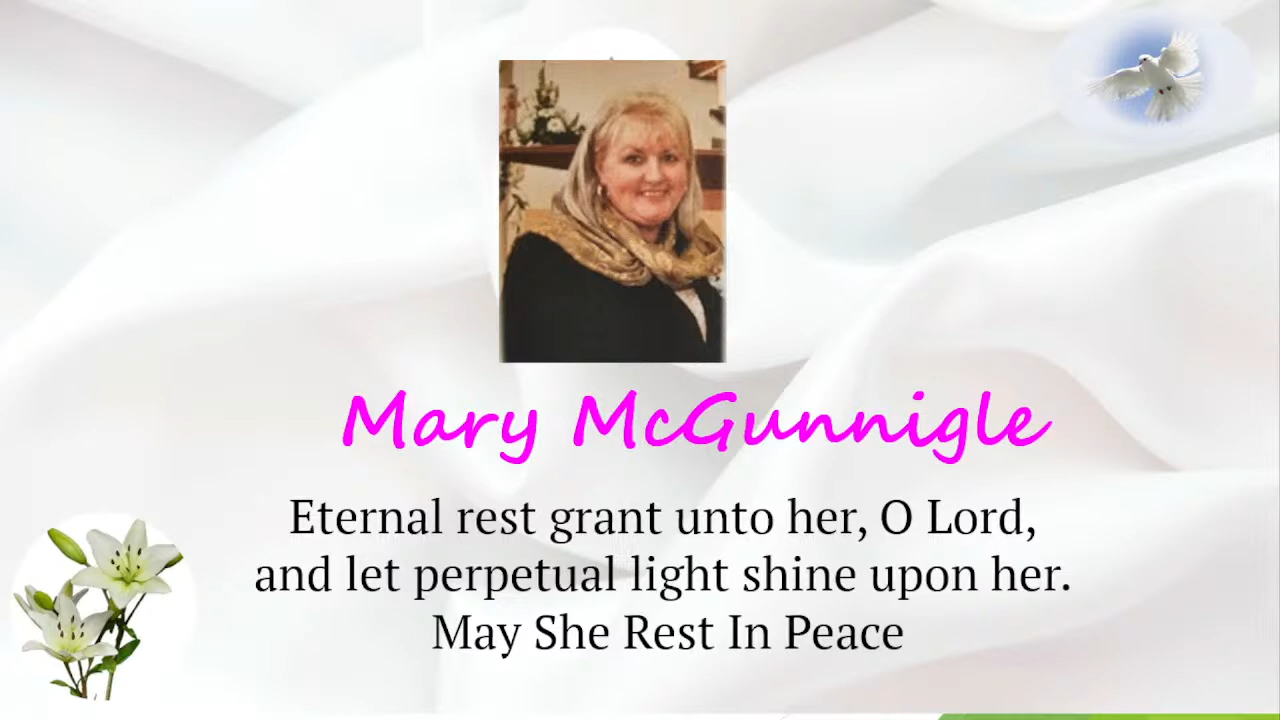 Mary McGunnigle
Eternal rest grant unto her, O Lord,
and let perpetual light shine upon her.
May She Rest In Peace